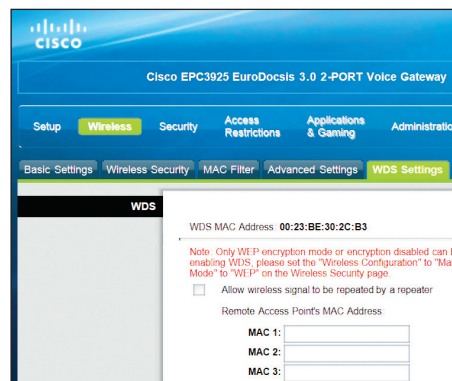 CISCO
Cisco EPC3925 EuroDocsis 3.0 2-PORT Voice Gateway
Setup Wireless Security Access Restrictions Applications & Gaming Administratio
Basic Settings Wireless Security MAC Filter Advanced Settings WDS Settings
WDS
WDS MAC Address: 00:23:BE:30:2C:B3
Note: Only WEP encryption mode or encryption disabled can
enabling WDS, please set the "Wireless Configuration" to "Ma
Mode" to "WEP" on the Wireless Security page.
Allow wireless signal to be repeated by a repeater
Remote Access Point's MAC Address
MAC 1:
MAC 2:
MAC 3: